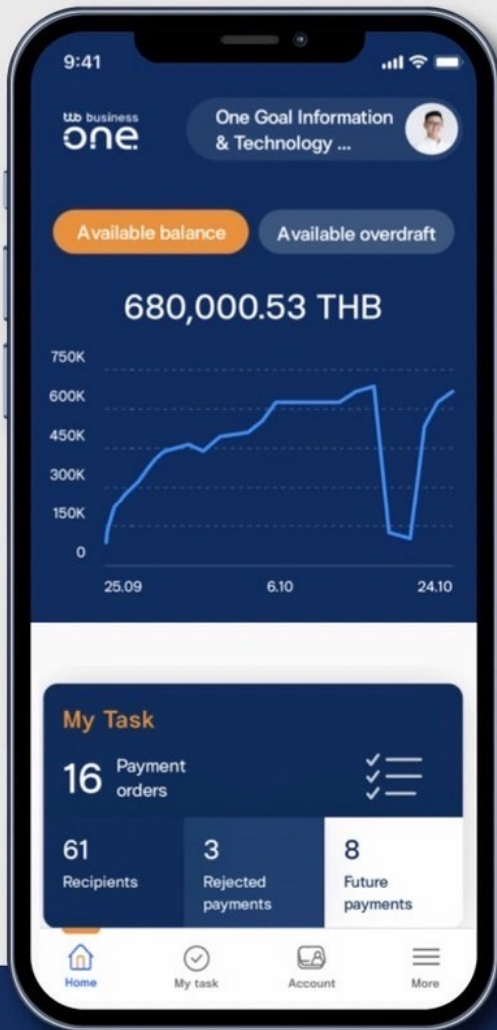 9:41
ttb business
one
One Goal Information
& Technology ...
Available balance
Available overdraft
680,000.53 THB
750K
600K
450K
300K
150K
0
25.09
6.10
24.10
My Task
16
Payment
orders
61
Recipients
3
Rejected
payments
8
Future
payments
Home
My task
Account
More